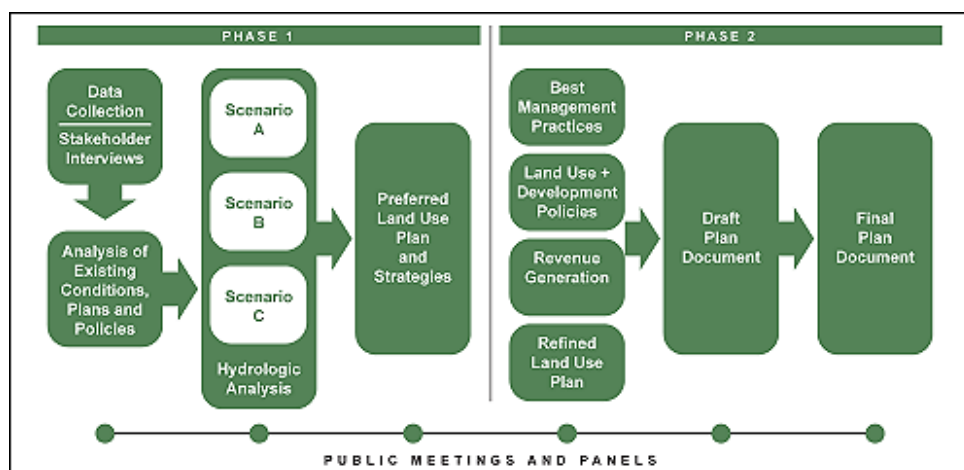 PHASE 1
Data
Collection
Stakeholder
Interviews
Analysis of
Existing
Conditions,
Plans and
Policies
Scenario
A
Scenario
B
Scenario
C
Hydrologic
Analysis
Preferred
Land Use
Plan
and
Strategies
PHASE 2
Best
Management
Practices
Land Use +
Development
Policies
Revenue
Generation
Refined
Land Use
Plan
Draft
Plan
Document
Final
Plan
Document
PUBLIC MEETINGS AND PANELS